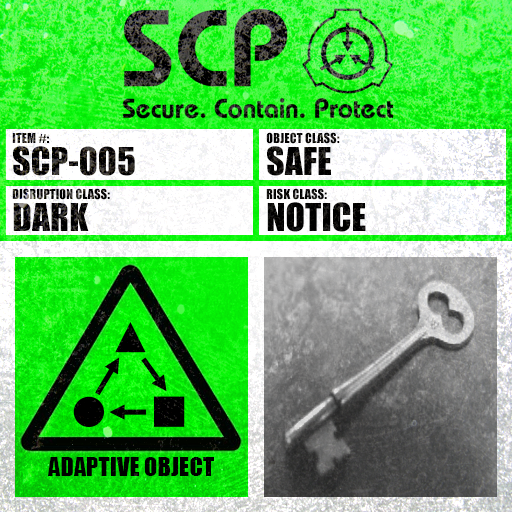 SCP
Secure. Contain. Protect
ITEM #:
SCP-005
OBJECT CLASS:
SAFE
DISRUPTION CLASS:
DARK
RISK CLASS:
NOTICE
ADAPTIVE OBJECT